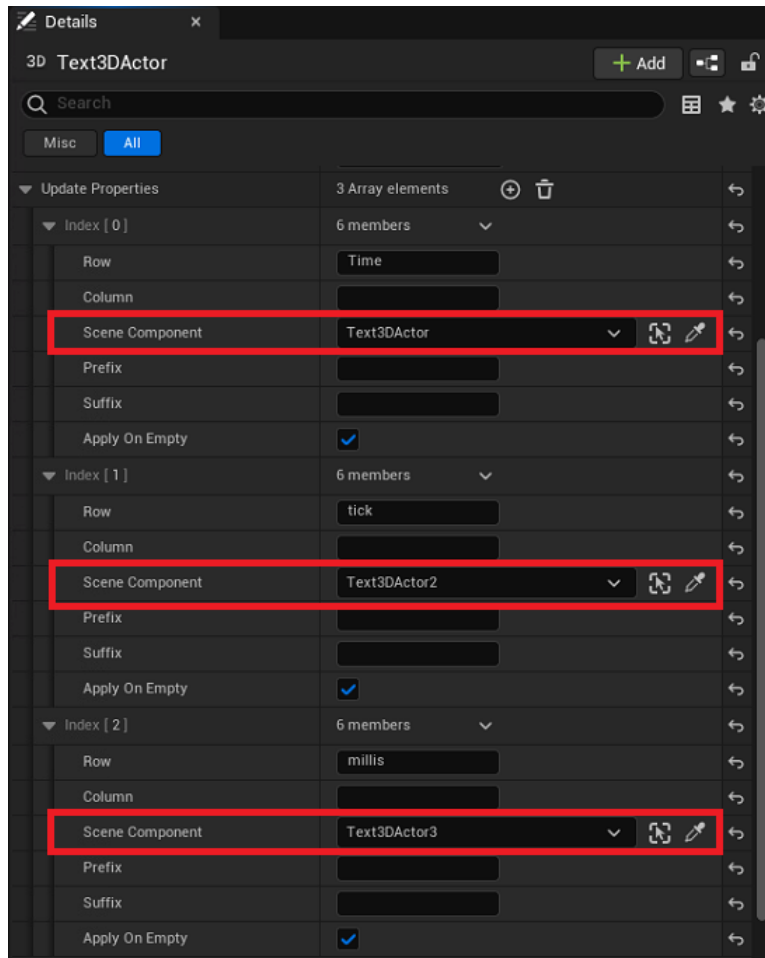 Details ×
3D Text3DActor + Add
Search
Misc All
Update Properties 3 Array elements
Index [ 0 ] 6 members
Row Time
Column
Scene Component Text3DActor
Prefix
Suffix
Apply On Empty
Index [ 1 ] 6 members
Row tick
Column
Scene Component Text3DActor2
Prefix
Suffix
Apply On Empty
Index [ 2 ] 6 members
Row millis
Column
Scene Component Text3DActor3
Prefix
Suffix
Apply On Empty